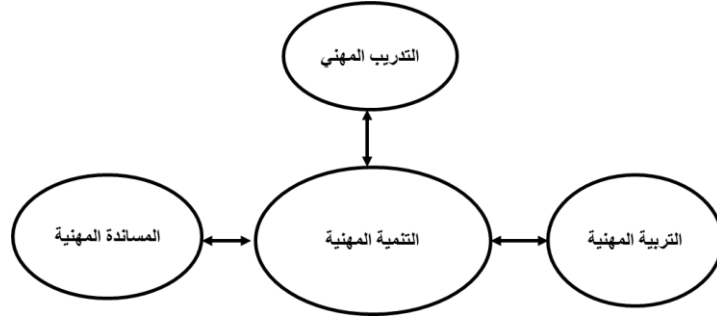 التدريب المهني
التربية المهنية
التنمية المهنية
المساندة المهنية